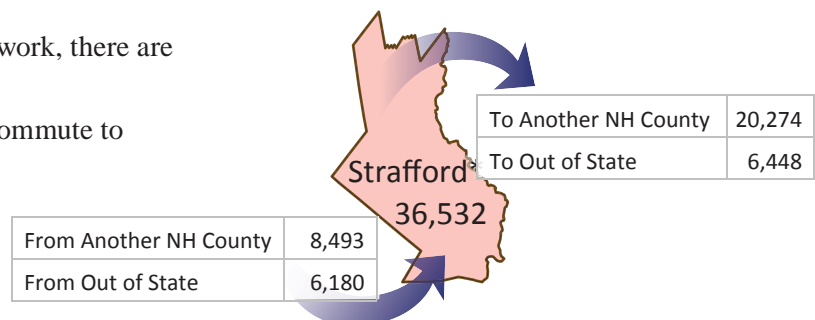 work, there are
ommute to
To Another NH County 20,274
To Out of State 6,448
Strafford*
36,532
From Another NH County 8,493
From Out of State 6,180